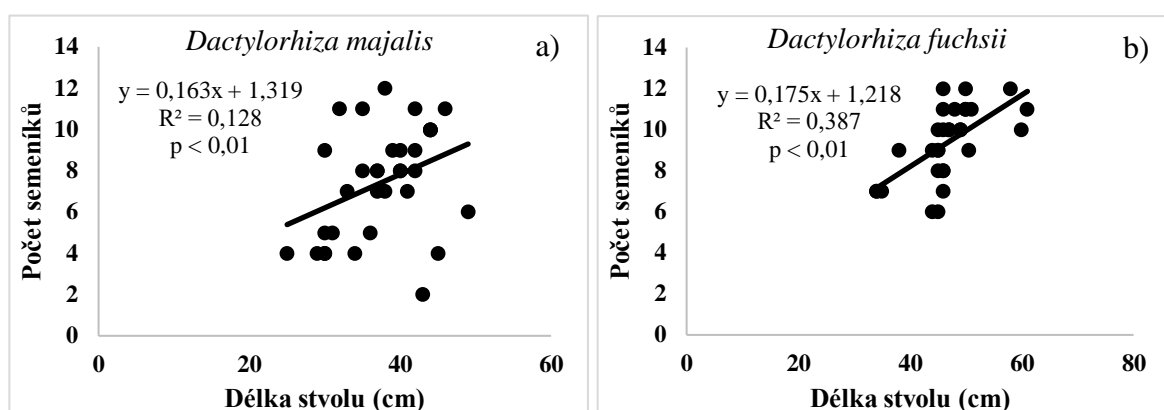 Dactylorhiza majalis
a)
y = 0,163x + 1,319
R² = 0,128
p < 0,01
Počet semeníků
14
12
10
8
6
4
2
0
0 20 40 60
Délka stvolu (cm)
Dactylorhiza fuchsii
b)
y = 0,175x + 1,218
R² = 0,387
p < 0,01
Počet semeníků
14
12
10
8
6
4
2
0
0 20 40 60 80
Délka stvolu (cm)